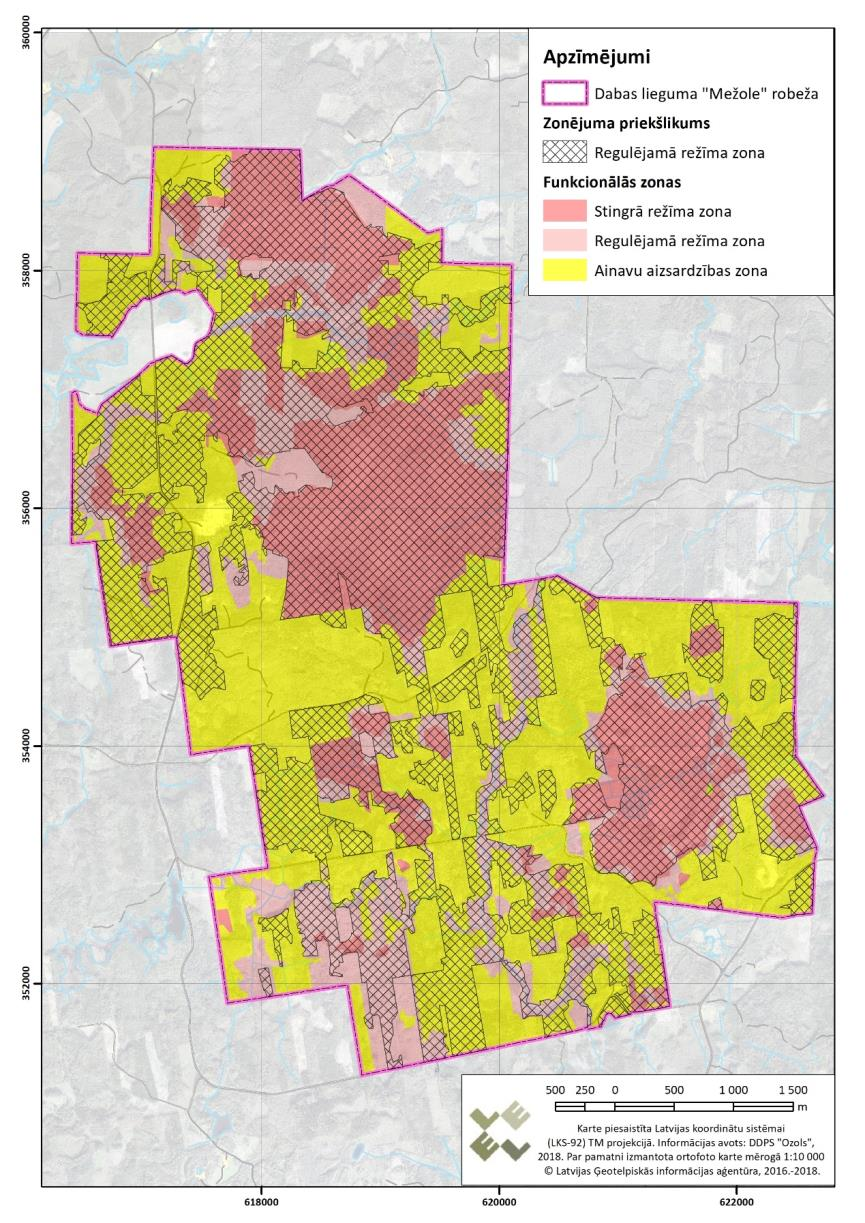 Apzīmējumi
Dabas lieguma "Mežole" robeža
Zonējuma priekšlikums
Regulējamā režīma zona
Funkcionālās zonas
Stingrā režīma zona
Regulējamā režīma zona
Ainavu aizsardzības zona
360000
358000
356000
354000
352000
500 250 0 500 1 000 1 500
m
LE
EL
Karte piesaistīta Latvijas koordinātu sistēmai
(LKS-92) TM projekcijā. Informācijas avots: DDPS "Ozols",
2018. Par pamatni izmantota ortofoto karte mērogā 1:10 000
© Latvijas Ģeotelpiskās informācijas aģentūra, 2016.-2018.
618000 620000 622000